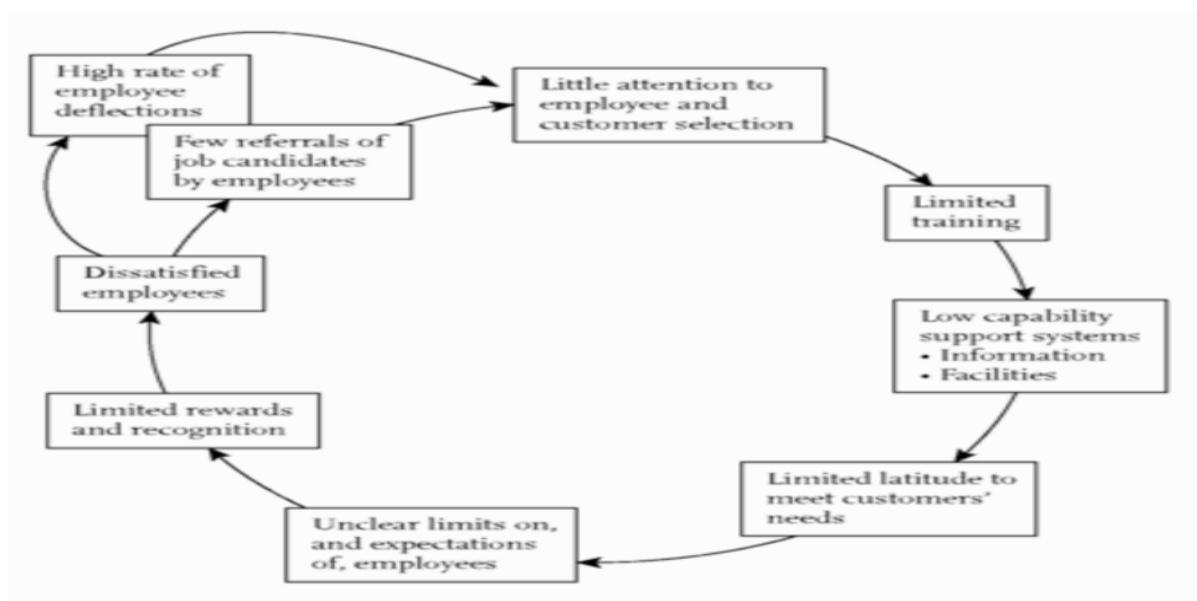 High rate of
employee
deflections
Few referrals of
job candidates
by employees
Little attention to
employee and
customer selection
Limited
training
Low capability
support systems
• Information
• Facilities
Limited latitude to
meet customers'
needs
Unclear limits on,
and expectations
of, employees
Limited rewards
and recognition
Dissatisfied
employees